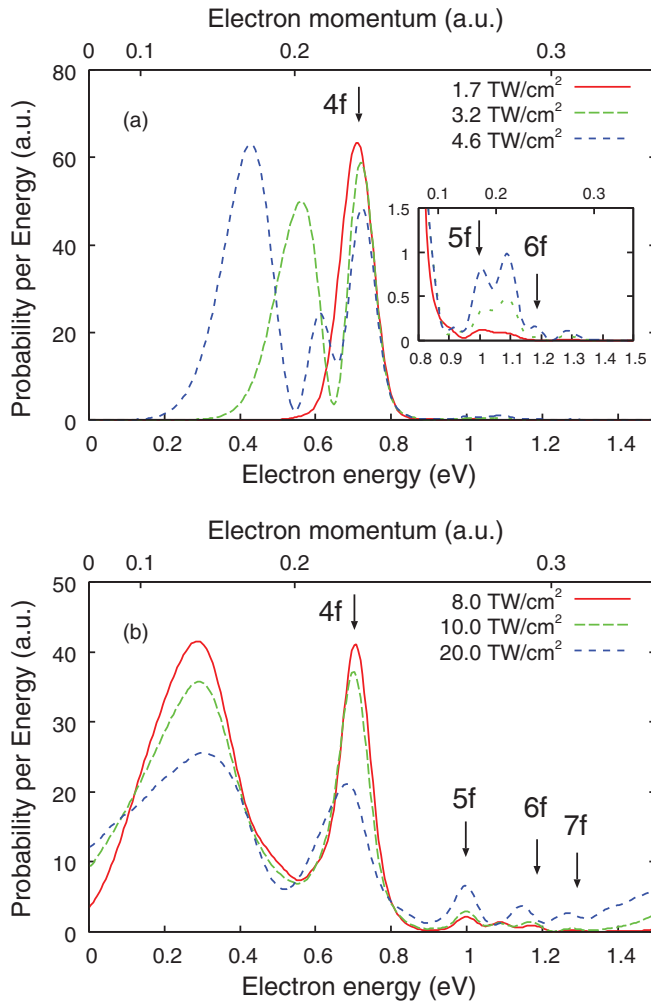 Electron momentum (a.u.)
0 0.1 0.2 0.3
Probability per Energy (a.u.)
80
60
40
20
0
(a)
4f
1.7 TW/cm²
3.2 TW/cm²
4.6 TW/cm²
0.1 0.2 0.3
1.5
1
0.5
0
5f
6f
0.8 0.9 1 1.1 1.2 1.3 1.4 1.5
0 0.2 0.4 0.6 0.8 1 1.2 1.4
Electron energy (eV)
Electron momentum (a.u.)
0 0.1 0.2 0.3
Probability per Energy (a.u.)
50
40
30
20
10
0
(b)
4f
8.0 TW/cm²
10.0 TW/cm²
20.0 TW/cm²
5f
6f
7f
0 0.2 0.4 0.6 0.8 1 1.2 1.4
Electron energy (eV)